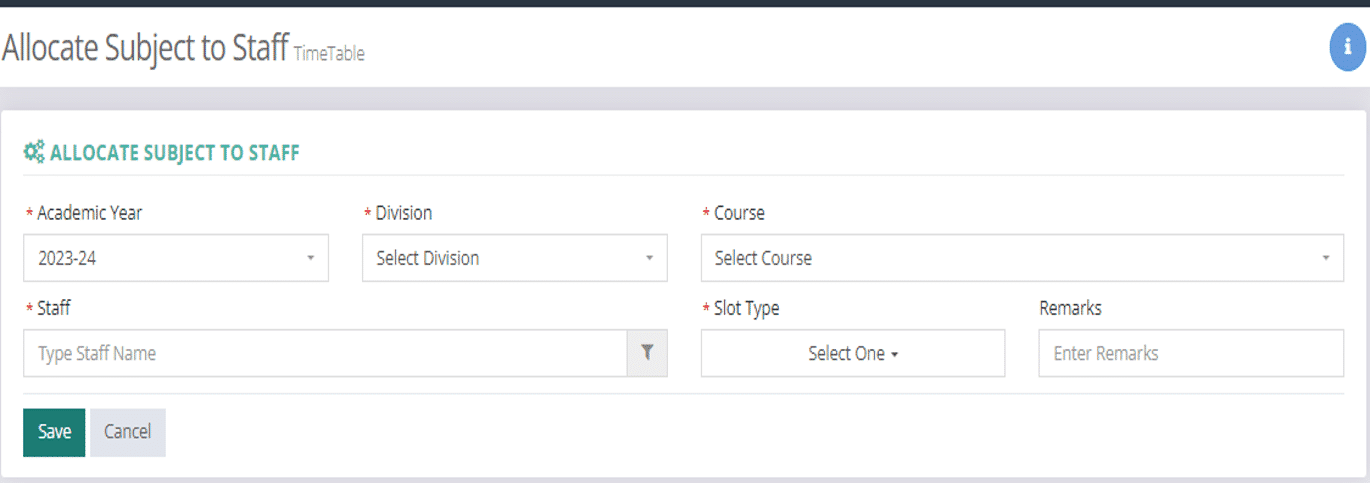 Allocate Subject to Staff TimeTable
ALLOCATE SUBJECT TO STAFF
* Academic Year * Division * Course
2023-24 Select Division Select Course
* Staff * Slot Type Remarks
Type Staff Name Select One Enter Remarks
Save Cancel